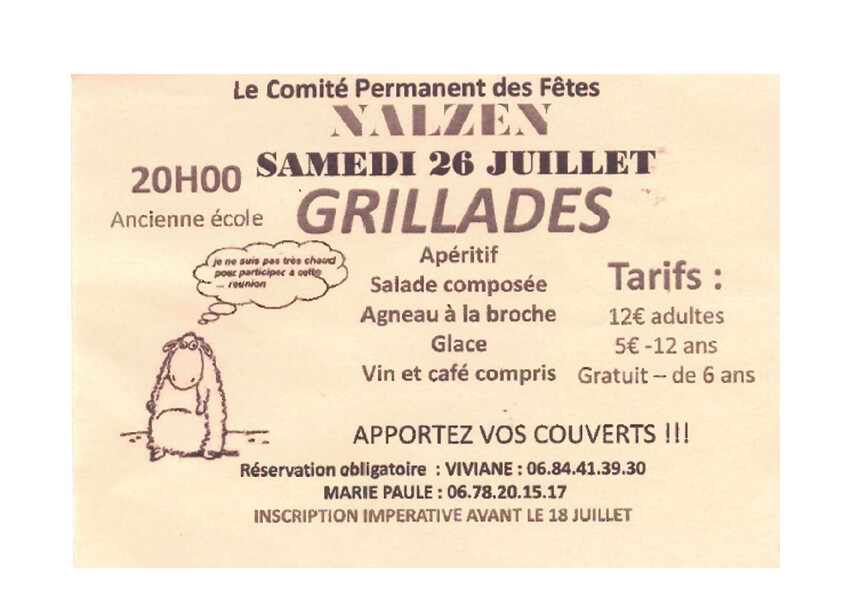 Le Comité Permanent des Fêtes
NALZEN
SAMEDI 26 JUILLET
20H00
Ancienne école
GRILLADES
je ne suis pas très chaud
pour participer à cette
... réunion
Apéritif
Salade composée
Agneau à la broche
Glace
Vin et café compris
Tarifs :
12€ adultes
5€ -12 ans
Gratuit – de 6 ans
APPORTEZ VOS COUVERTS !!!
Réservation obligatoire : VIVIANE : 06.84.41.39.30
MARIE PAULE : 06.78.20.15.17
INSCRIPTION IMPERATIVE AVANT LE 18 JUILLET